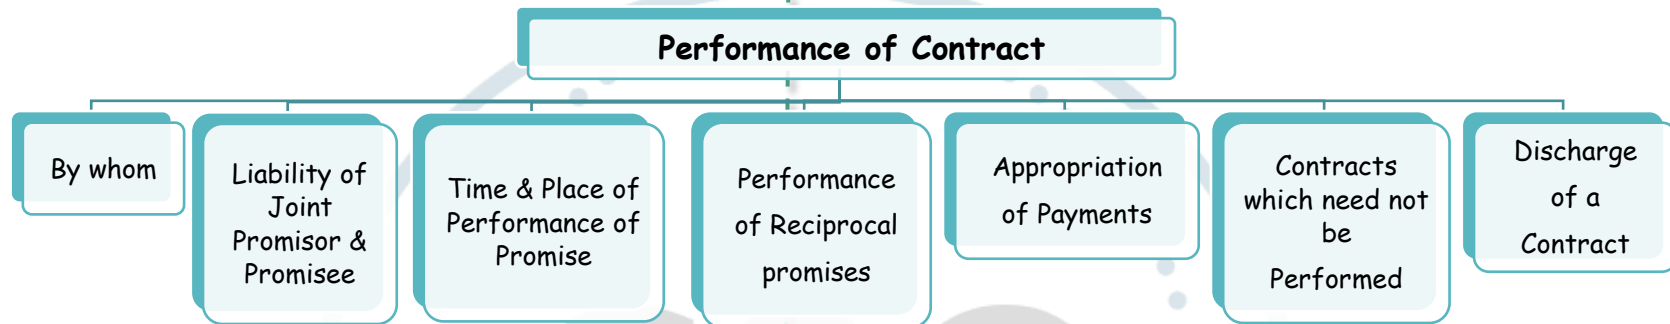 Performance of Contract
By whom
Liability of
Joint
Promisor &
Promisee
Time & Place of
Performance of
Promise
Performance
of Reciprocal
promises
Appropriation
of Payments
Contracts
which need not
be
Performed
Discharge
of a
Contract